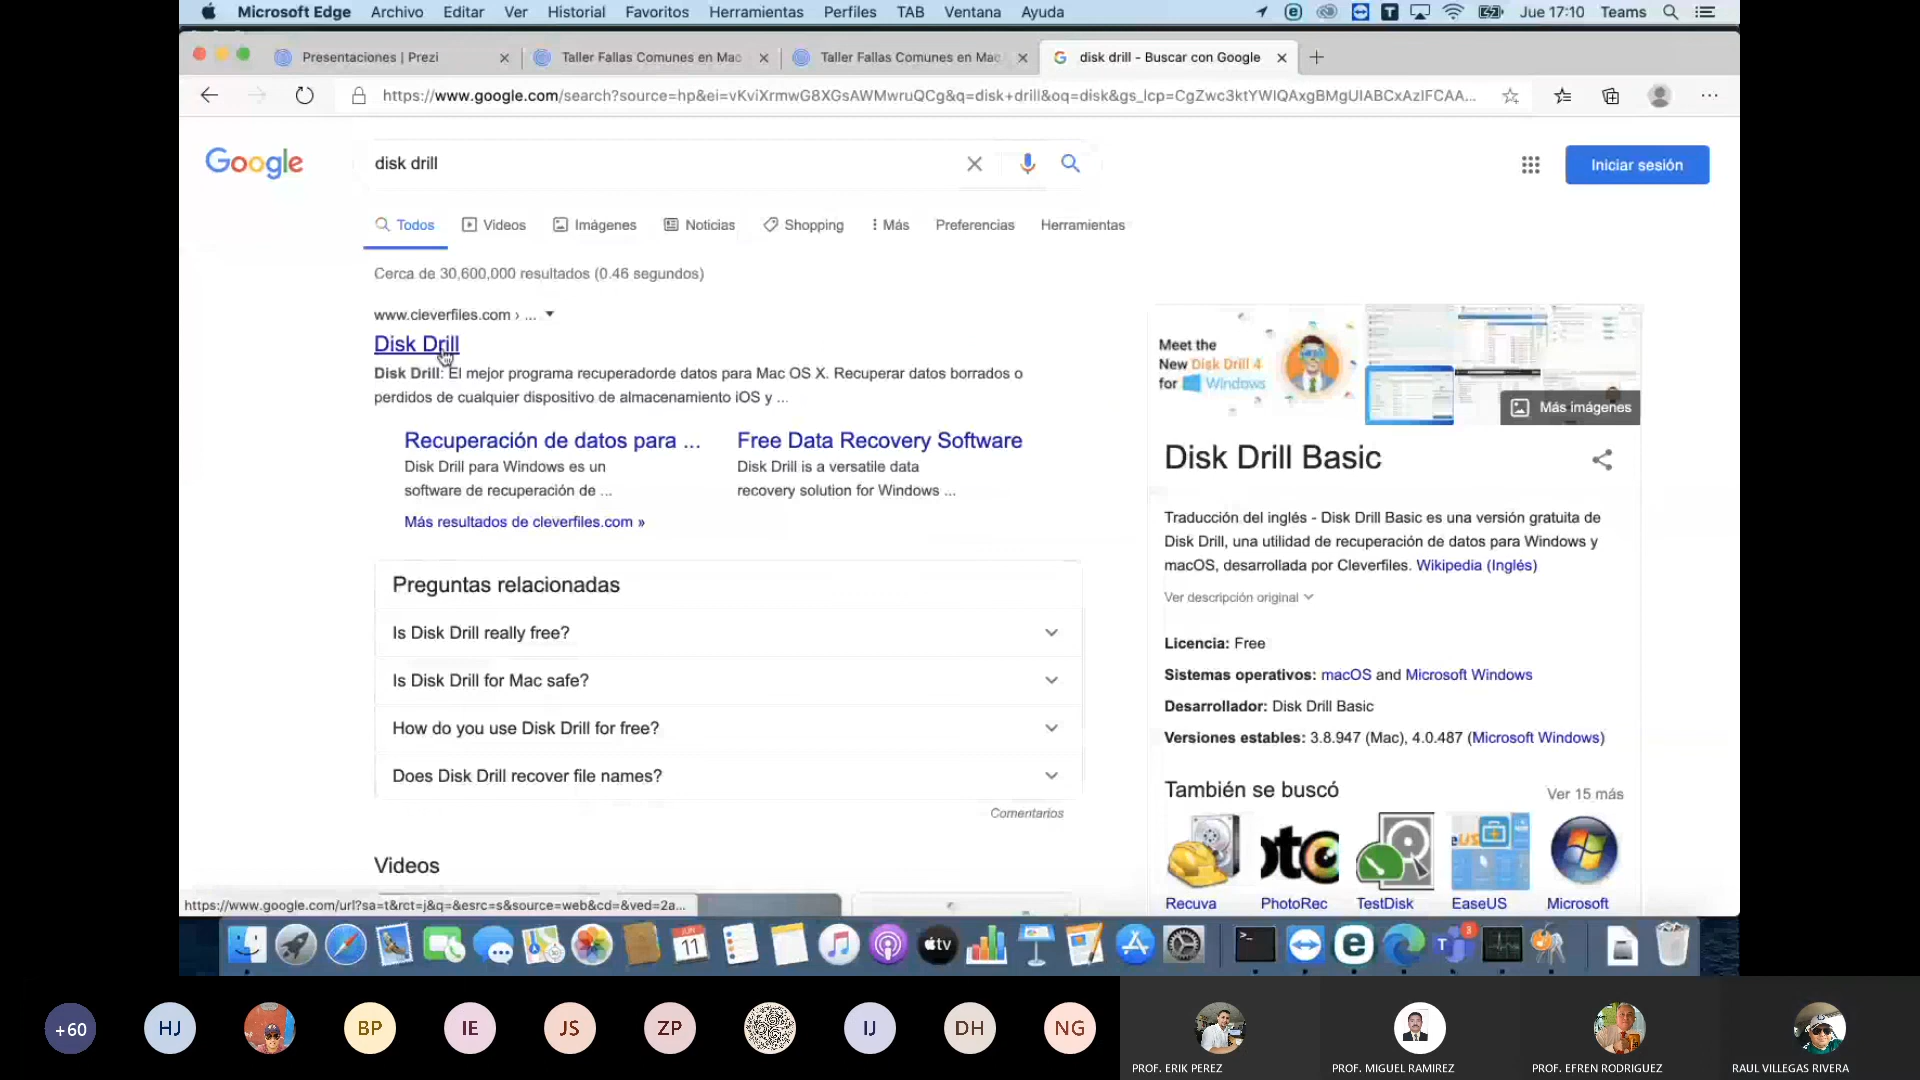 Microsoft Edge Archivo Editar Ver Historial Favoritos Herramientas Perfiles TAB Ventana Ayuda Jue 17:10 Teams
Presentaciones | Prezi
Taller Fallas Comunes en Mac
Taller Fallas Comunes en Mac
disk drill - Buscar con Google
https://www.google.com/search?source=hp&ei=vKviXrmwG8XGsAWMwruQCg&q=disk+drill&oq=disk&gs_lcp=CgZwc3ktYWIQAxgBMgUIABCxAzIFCAA...
Google
disk drill
Iniciar sesión
Todos Videos Imágenes Noticias Shopping Más Preferencias Herramientas
Cerca de 30,600,000 resultados (0.46 segundos)
www.cleverfiles.com › ...
Disk Drill
Disk Drill: El mejor programa recuperadorde datos para Mac OS X. Recuperar datos borrados o
perdidos de cualquier dispositivo de almacenamiento iOS y ...
Recuperación de datos para ...
Disk Drill para Windows es un
software de recuperación de ...
Free Data Recovery Software
Disk Drill is a versatile data
recovery solution for Windows ...
Más resultados de cleverfiles.com »
Preguntas relacionadas
Is Disk Drill really free?
Is Disk Drill for Mac safe?
How do you use Disk Drill for free?
Does Disk Drill recover file names?
Comentarios
Videos
https://www.google.com/url?sa=t&rct=j&q=&esrc=s&source=web&cd=&ved=2a...
Meet the
New Disk Drill 4
for Windows
Más imágenes
Disk Drill Basic
Traducción del inglés - Disk Drill Basic es una versión gratuita de
Disk Drill, una utilidad de recuperación de datos para Windows y
macOS, desarrollada por Cleverfiles. Wikipedia (Inglés)
Ver descripción original
Licencia: Free
Sistemas operativos: macOS and Microsoft Windows
Desarrollador: Disk Drill Basic
Versiones estables: 3.8.947 (Mac), 4.0.487 (Microsoft Windows)
También se buscó
Ver 15 más
Recuva PhotoRec TestDisk EaseUS Microsoft
JUN
11
tv
3
+60 HJ BP IE JS ZP IJ DH NG
PROF. ERIK PEREZ PROF. MIGUEL RAMIREZ PROF. EFREN RODRIGUEZ RAUL VILLEGAS RIVERA